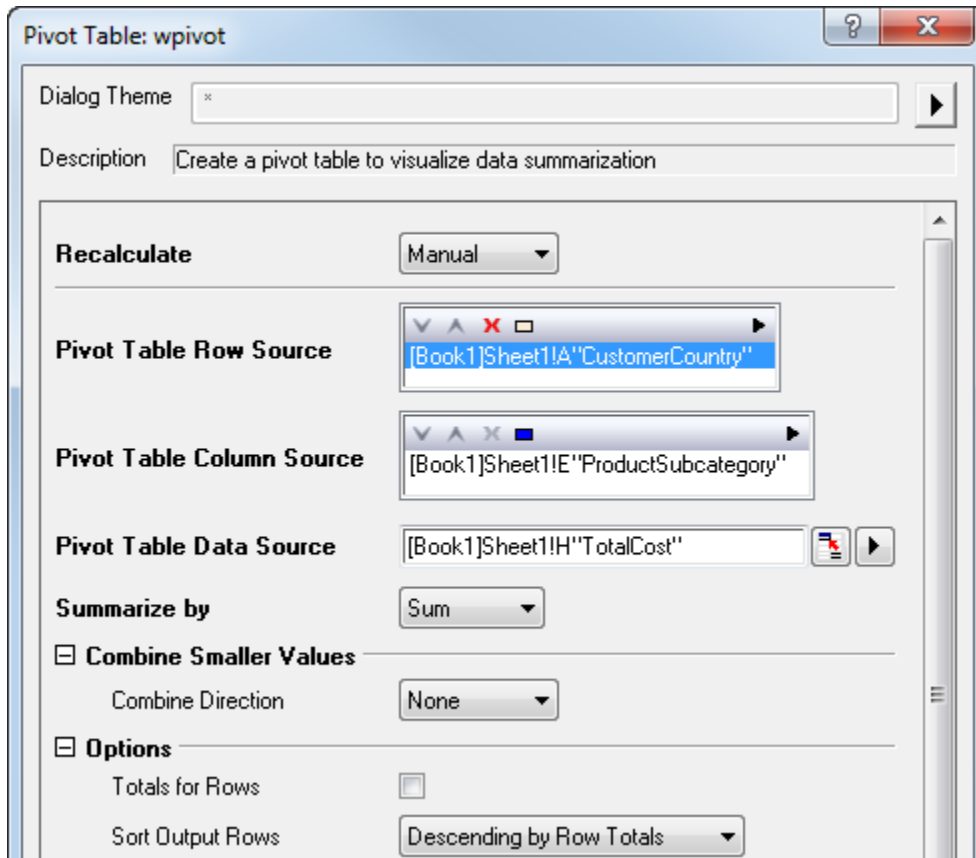 Pivot Table: wpivot
Dialog Theme *
Description Create a pivot table to visualize data summarization
Recalculate Manual
Pivot Table Row Source [Book1]Sheet1!A"CustomerCountry"
Pivot Table Column Source [Book1]Sheet1!E"ProductSubcategory"
Pivot Table Data Source [Book1]Sheet1!H"TotalCost"
Summarize by Sum
Combine Smaller Values
Combine Direction None
Options
Totals for Rows
Sort Output Rows Descending by Row Totals